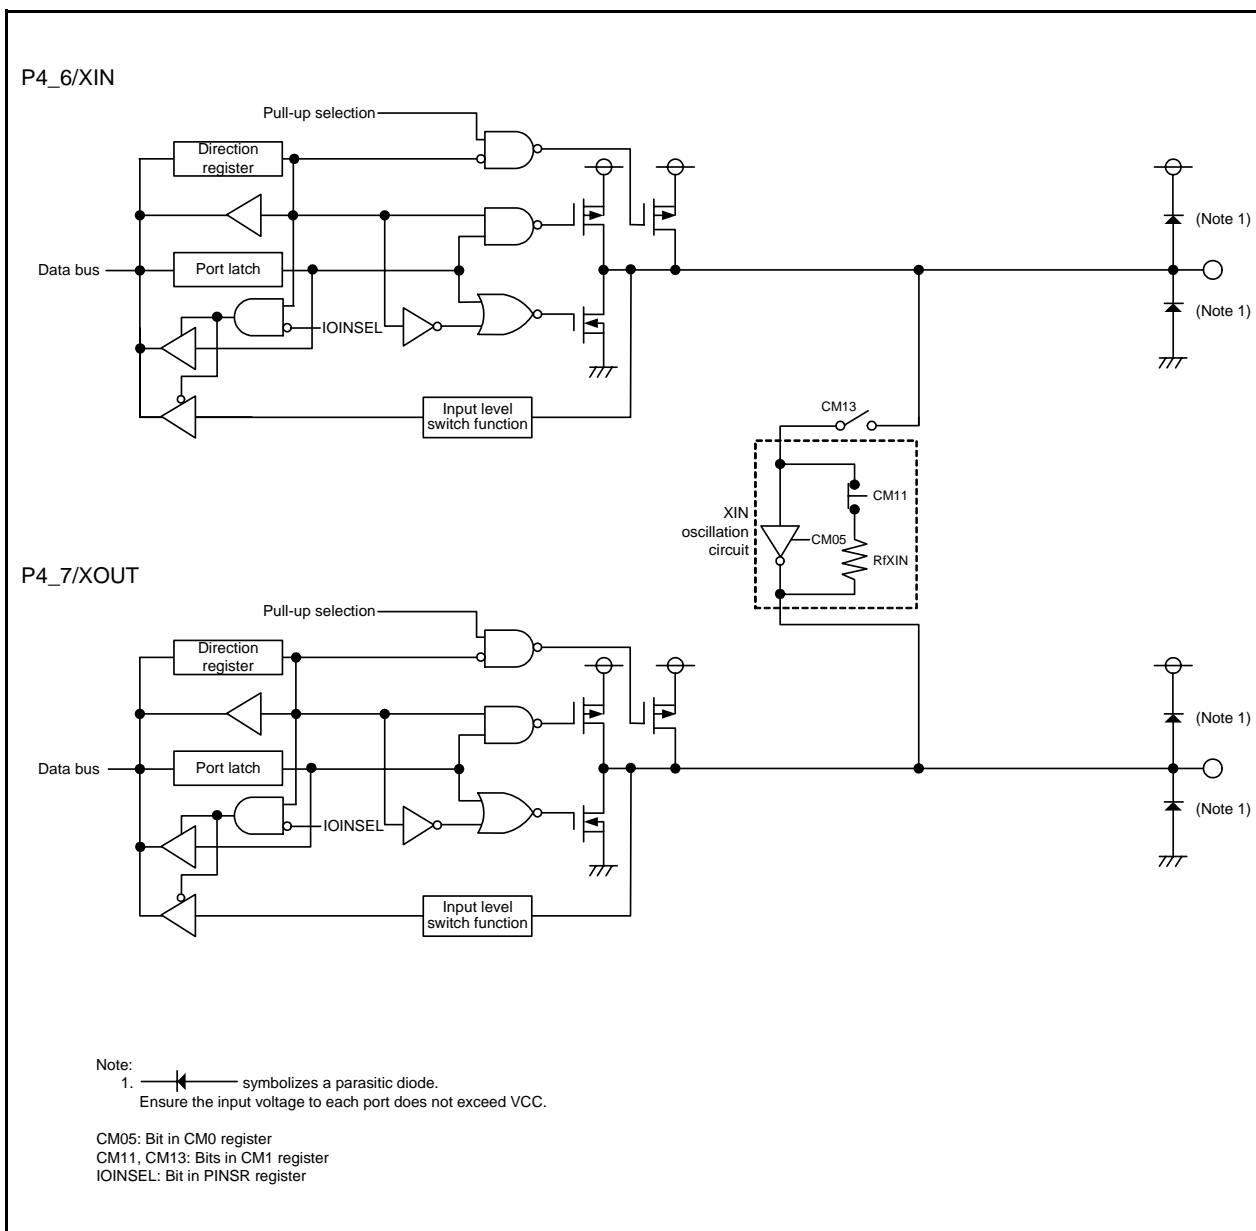 P4_6/XIN
Pull-up selection
Direction
register
(Note 1)
Data bus
Port latch
(Note 1)
IOINSEL
Input level
switch function
CM13
CM11
XIN
oscillation
circuit
CM05
RfXIN
P4_7/XOUT
Pull-up selection
Direction
register
(Note 1)
Data bus
Port latch
(Note 1)
IOINSEL
Input level
switch function
Note:
1. symbolizes a parasitic diode.
Ensure the input voltage to each port does not exceed VCC.
CM05: Bit in CM0 register
CM11, CM13: Bits in CM1 register
IOINSEL: Bit in PINSR register